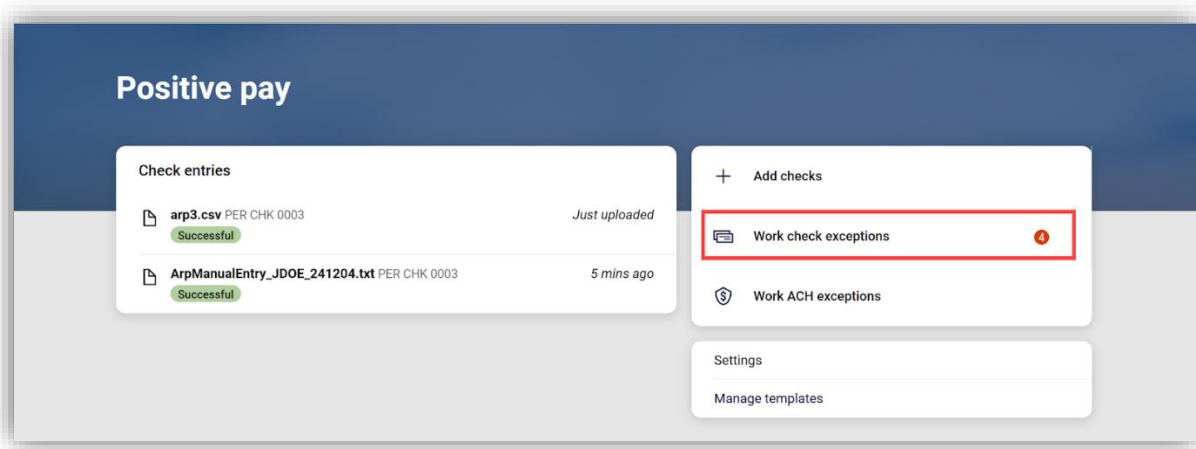 Positive pay
Check entries
arp3.csv PER CHK 0003 Just uploaded
Successful
ArpManualEntry_JDOE_241204.txt PER CHK 0003 5 mins ago
Successful
Add checks
Work check exceptions 4
Work ACH exceptions
Settings
Manage templates